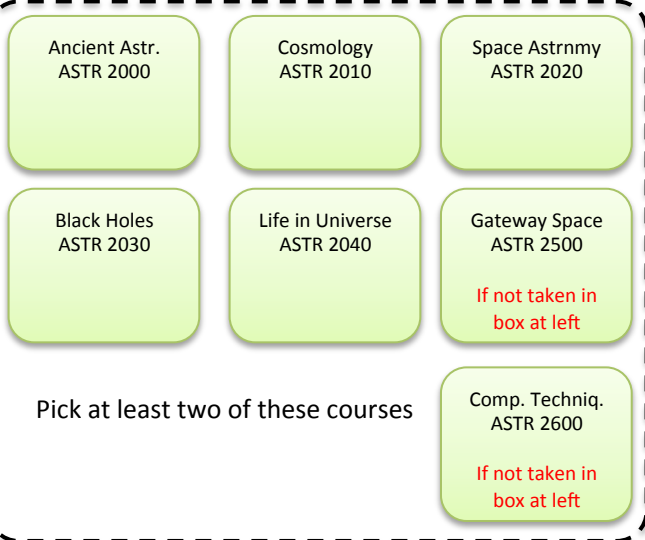 Ancient Astr.
ASTR 2000
Cosmology
ASTR 2010
Space Astrnmy
ASTR 2020
Black Holes
ASTR 2030
Life in Universe
ASTR 2040
Gateway Space
ASTR 2500
If not taken in
box at left
Pick at least two of these courses
Comp. Techniq.
ASTR 2600
If not taken in
box at left